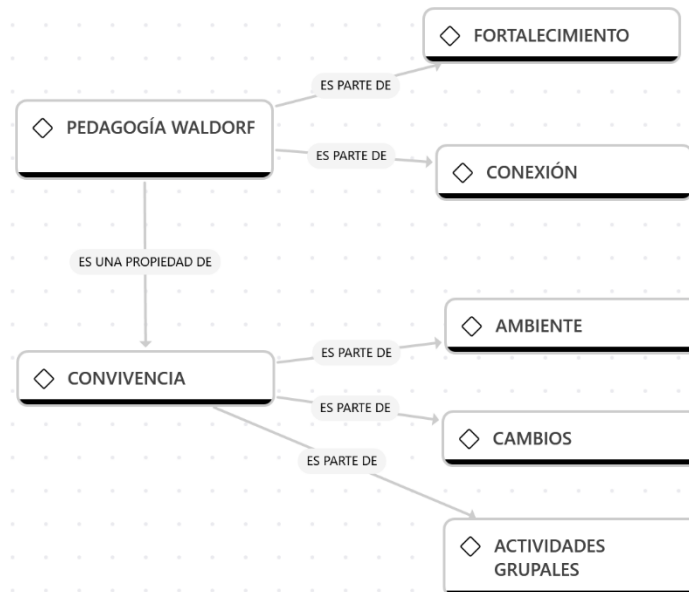 FORTALECIMIENTO
ES PARTE DE
PEDAGOGÍA WALDORF
ES PARTE DE
CONEXIÓN
ES UNA PROPIEDAD DE
AMBIENTE
ES PARTE DE
CONVIVENCIA
ES PARTE DE
CAMBIOS
ES PARTE DE
ACTIVIDADES
GRUPALES